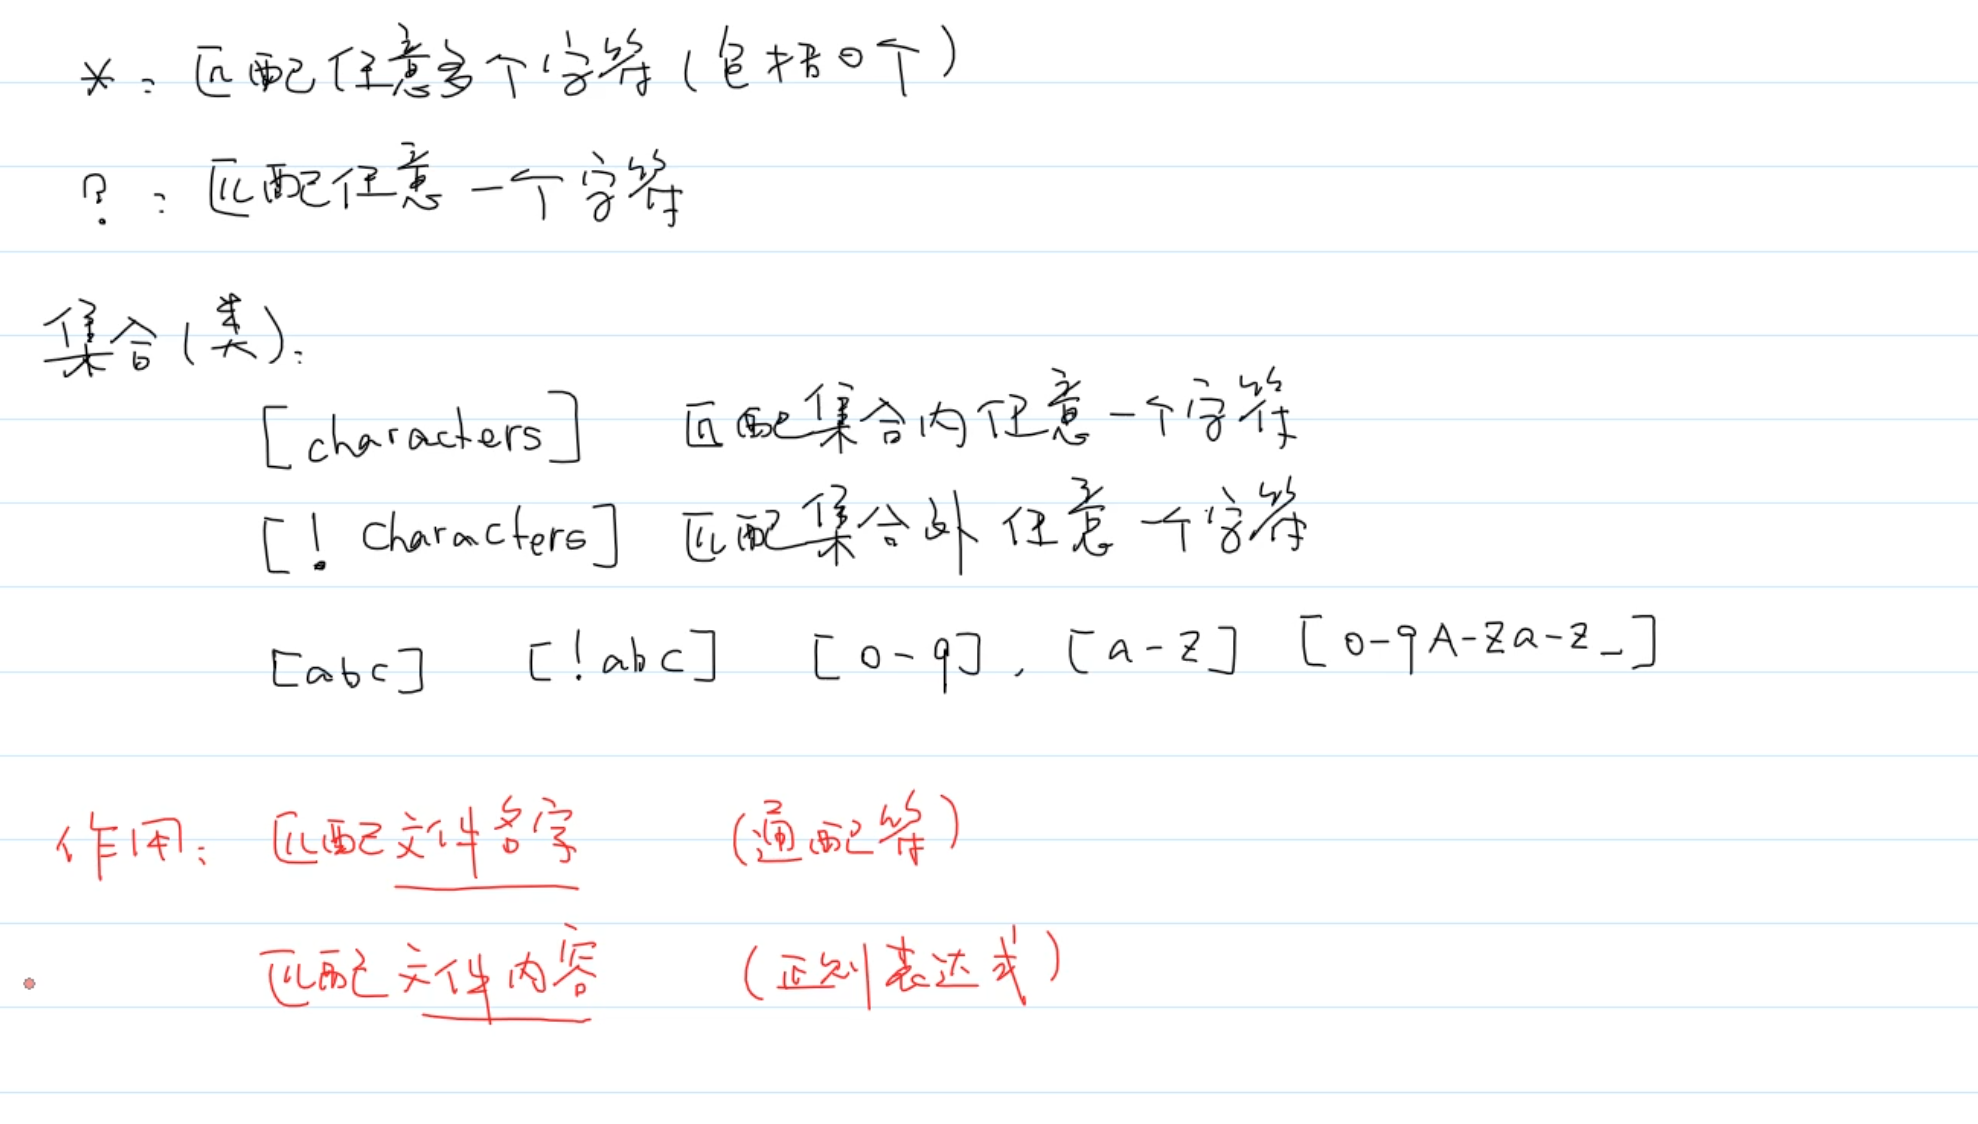 *：匹配任意多个字符（包括0个）
?：匹配任意一个字符
集合（类）：
[characters] 匹配集合内任意一个字符
[! characters] 匹配集合外任意一个字符
[abc] [!abc] [0-9], [a-z] [0-9A-Za-z_]
作用：匹配文件名字 （通配符）
匹配文件内容 （正则表达式）